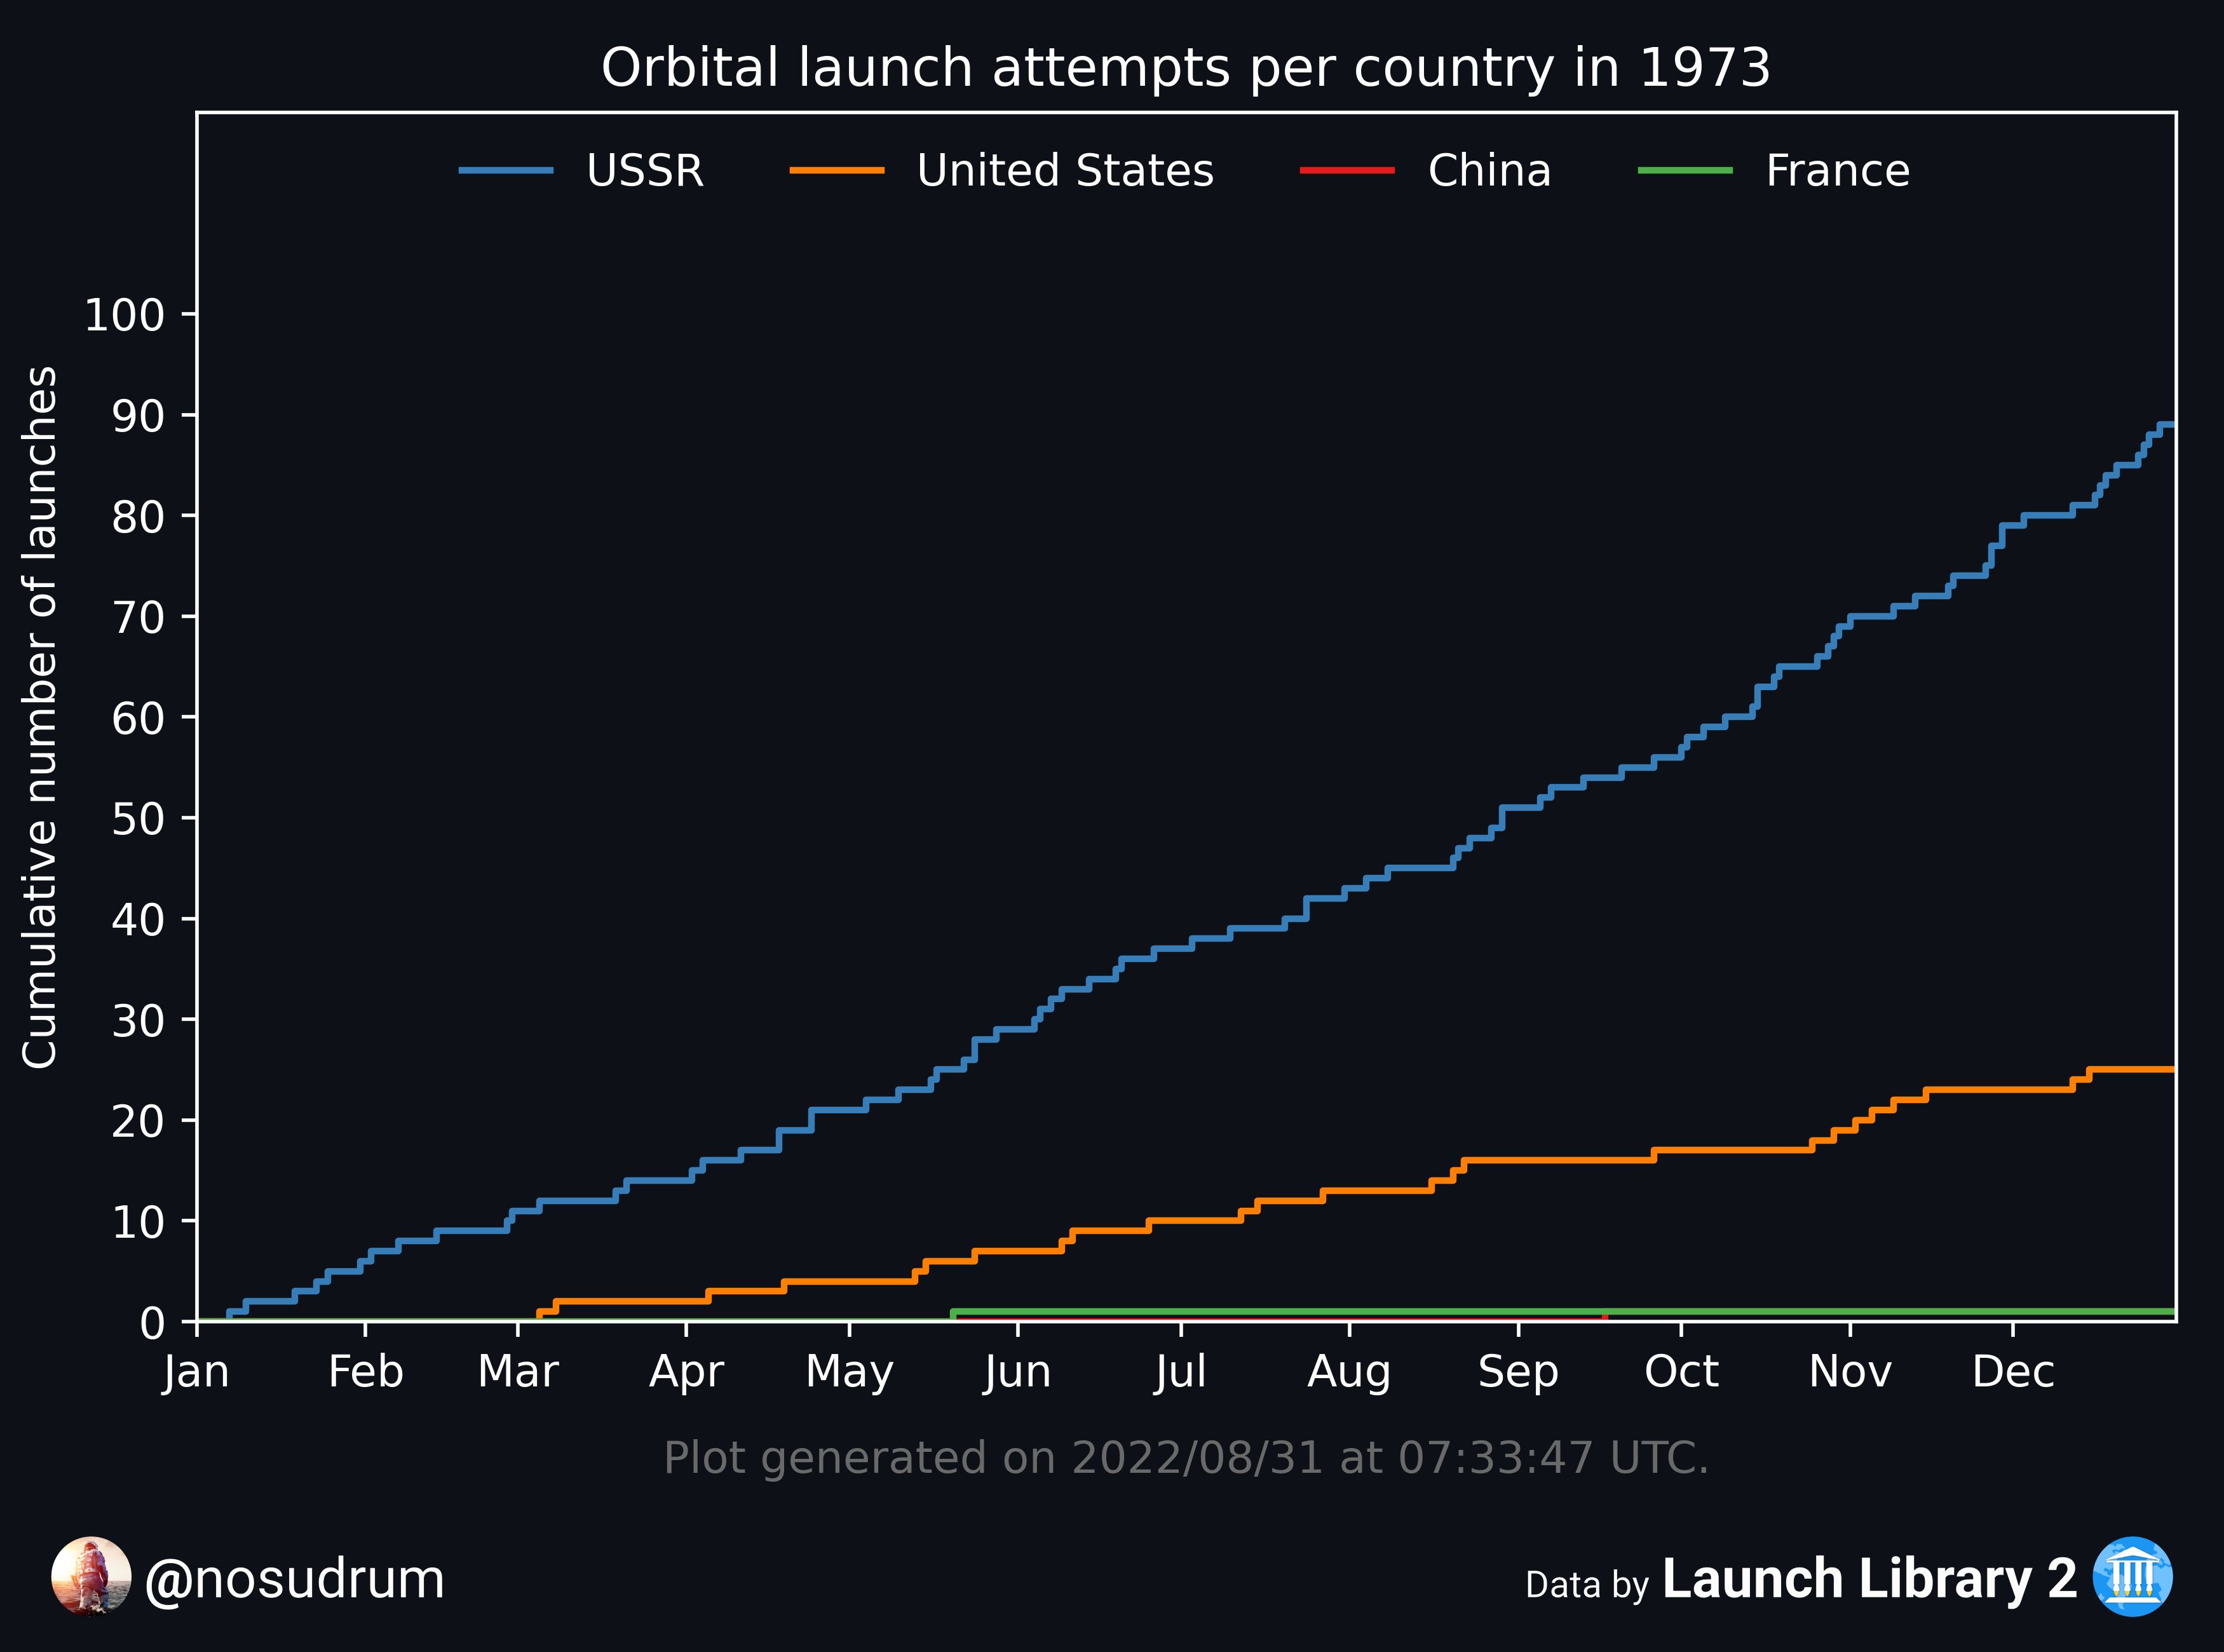 Orbital launch attempts per country in 1973
USSR United States China France
Cumulative number of launches
100
90
80
70
60
50
40
30
20
10
0
Jan Feb Mar Apr May Jun Jul Aug Sep Oct Nov Dec
Plot generated on 2022/08/31 at 07:33:47 UTC.
@nosudrum
Data by Launch Library 2